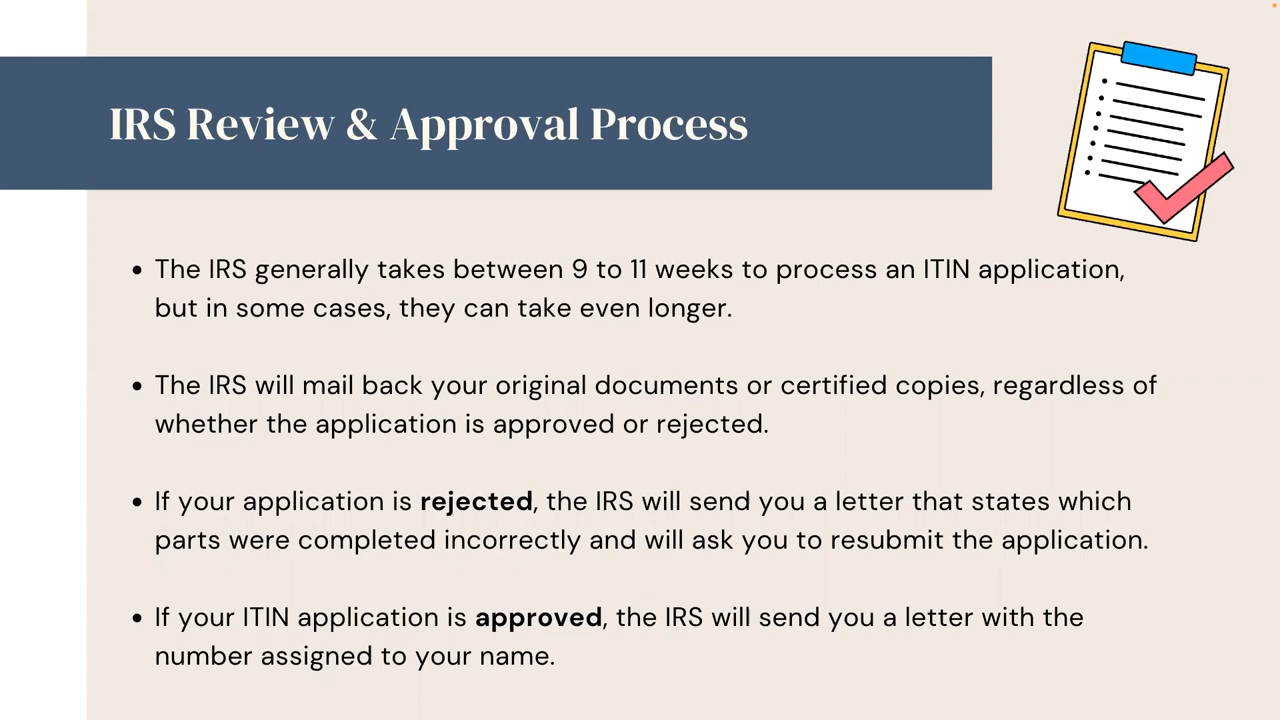 IRS Review & Approval Process
• The IRS generally takes between 9 to 11 weeks to process an ITIN application,
but in some cases, they can take even longer.
• The IRS will mail back your original documents or certified copies, regardless of
whether the application is approved or rejected.
• If your application is rejected, the IRS will send you a letter that states which
parts were completed incorrectly and will ask you to resubmit the application.
• If your ITIN application is approved, the IRS will send you a letter with the
number assigned to your name.